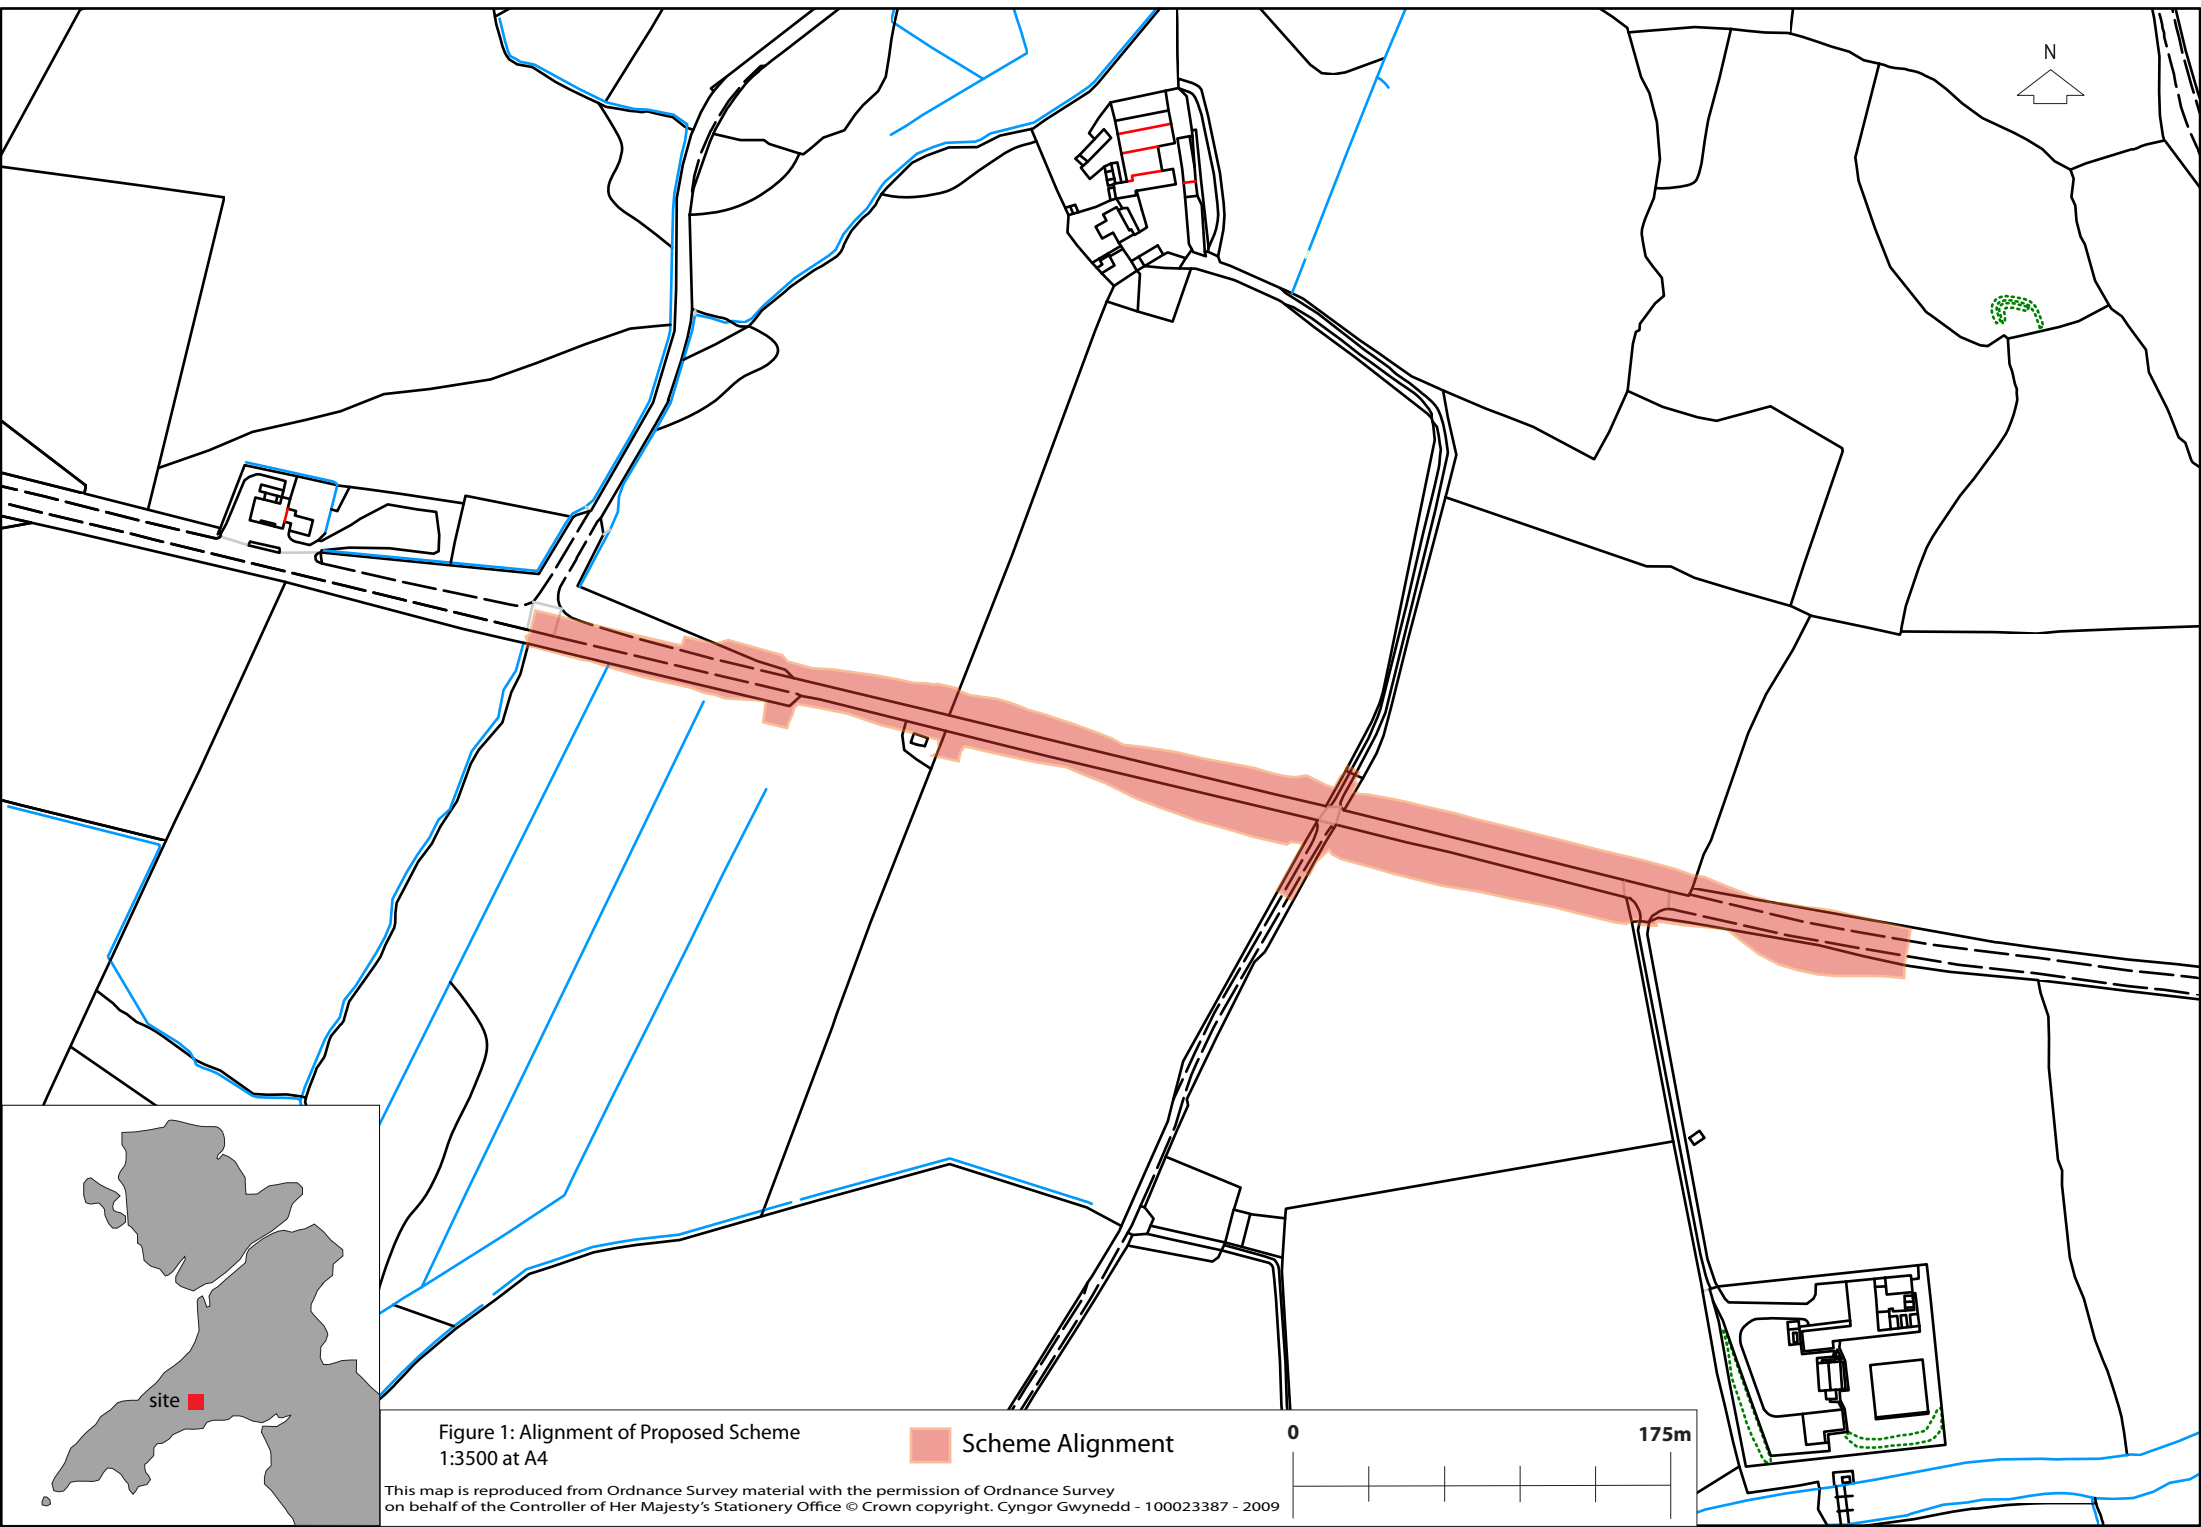 N
site
Figure 1: Alignment of Proposed Scheme
1:3500 at A4
Scheme Alignment
0
175m
This map is reproduced from Ordnance Survey material with the permission of Ordnance Survey
on behalf of the Controller of Her Majesty's Stationery Office © Crown copyright. Cyngor Gwynedd - 100023387 - 2009